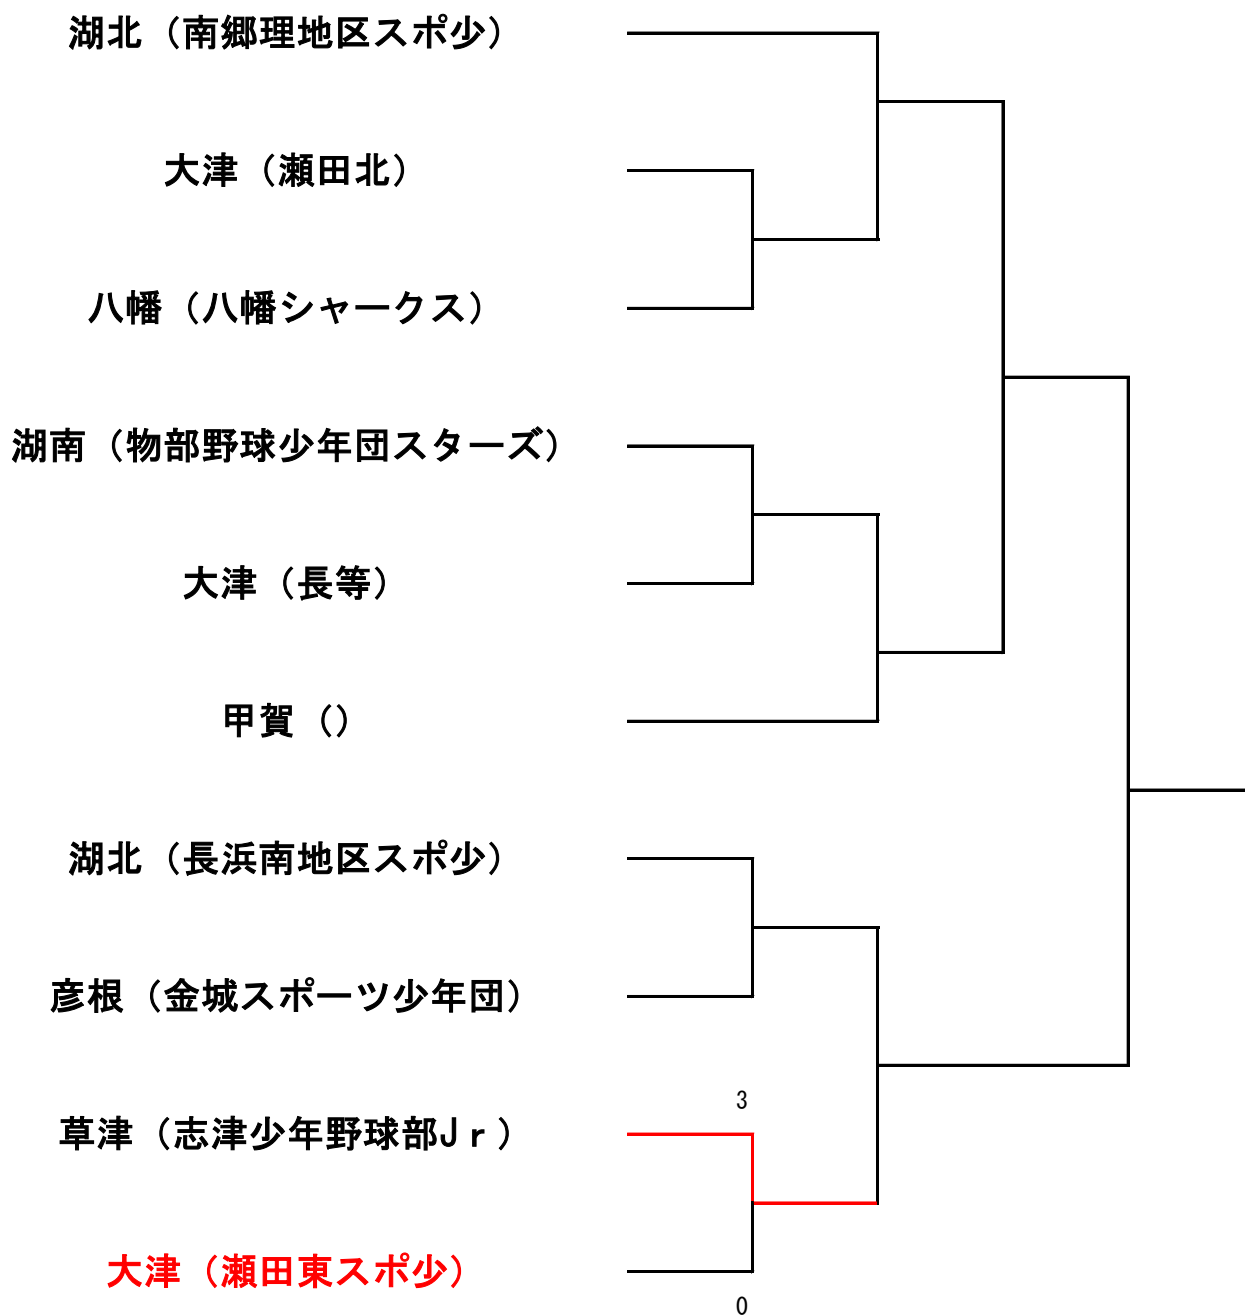 湖北（南郷理地区スポ少）
大津（瀬田北）
八幡（八幡シャークス）
湖南（物部野球少年団スターズ）
大津（長等）
甲賀（）
湖北（長浜南地区スポ少）
彦根（金城スポーツ少年団）
3
草津（志津少年野球部Jｒ）
大津（瀬田東スポ少）
0